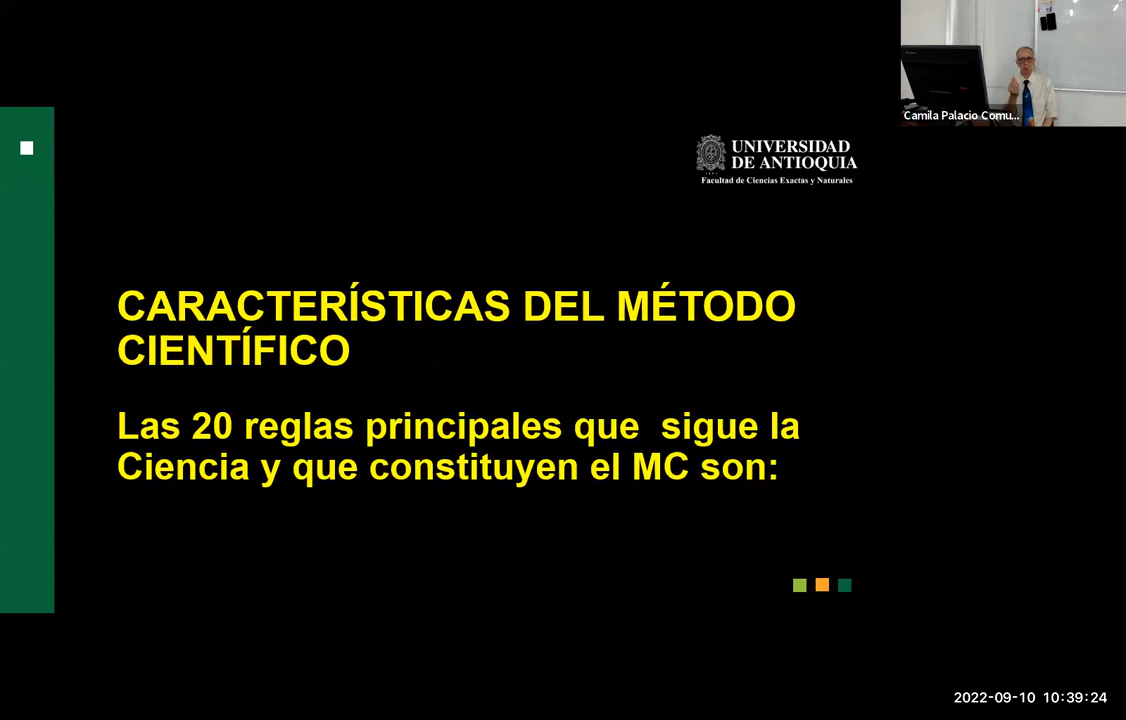 Camila Palacio Comu...
UNIVERSIDAD
DE ANTIOQUIA
Facultad de Ciencias Exactas y Naturales
CARACTERÍSTICAS DEL MÉTODO
CIENTÍFICO
Las 20 reglas principales que  sigue la
Ciencia y que constituyen el MC son:
2022-09-10 10:39:24